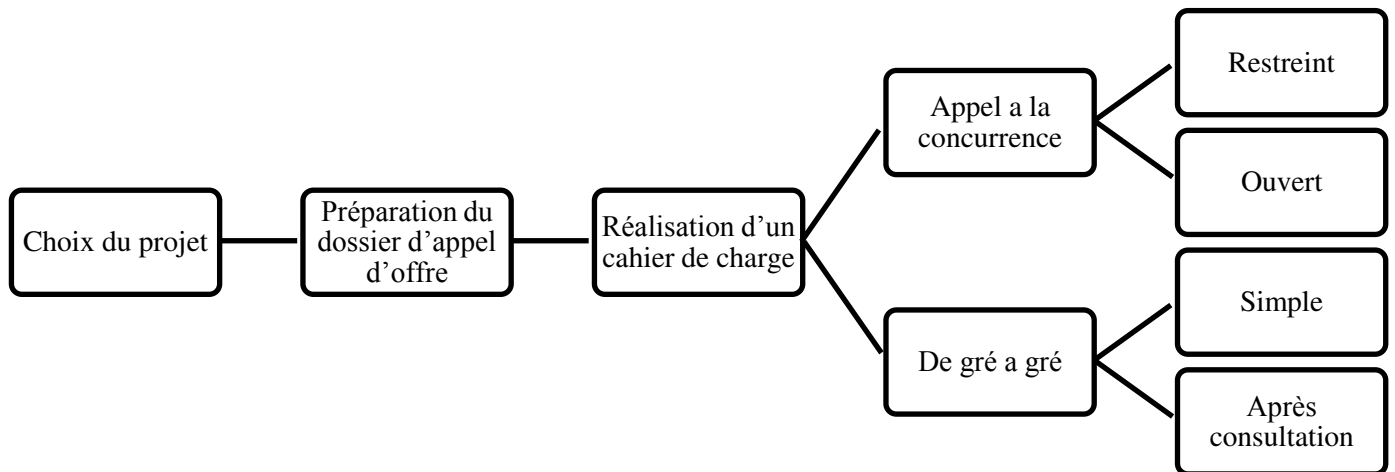 Choix du projet
Préparation du
dossier d’appel
d’offre
Réalisation d’un
cahier de charge
Appel a la
concurrence
Restreint
Ouvert
De gré a gré
Simple
Après
consultation